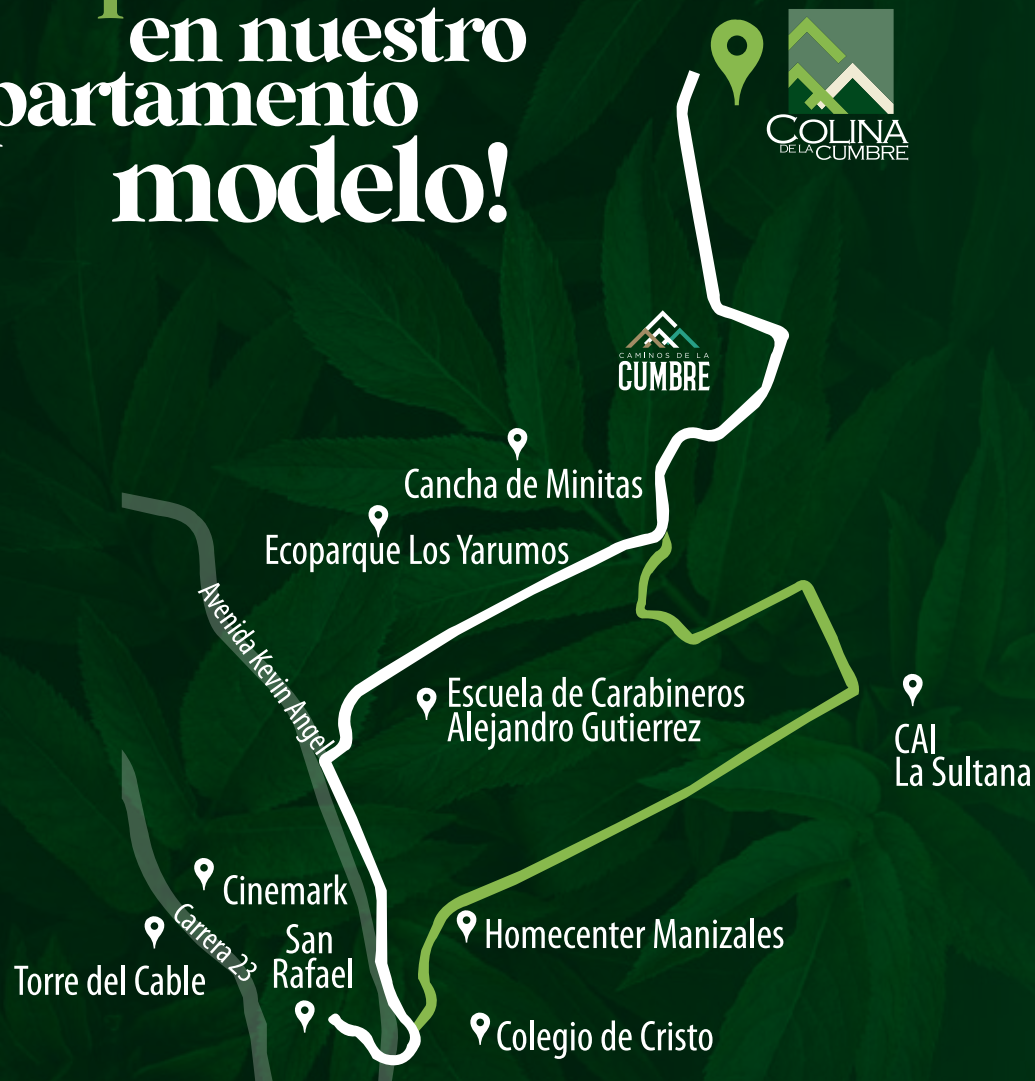 en nuestro
partamento
modelo!
COLINA
DE LA CUMBRE
CAMINOS DE LA
CUMBRE
Cancha de Minitas
Ecoparque Los Yarumos
Avenida Kevin Angel
Escuela de Carabineros
Alejandro Gutierrez
CAI
La Sultana
Cinemark
Carrera 23
San
Rafael
Torre del Cable
Homecenter Manizales
Colegio de Cristo